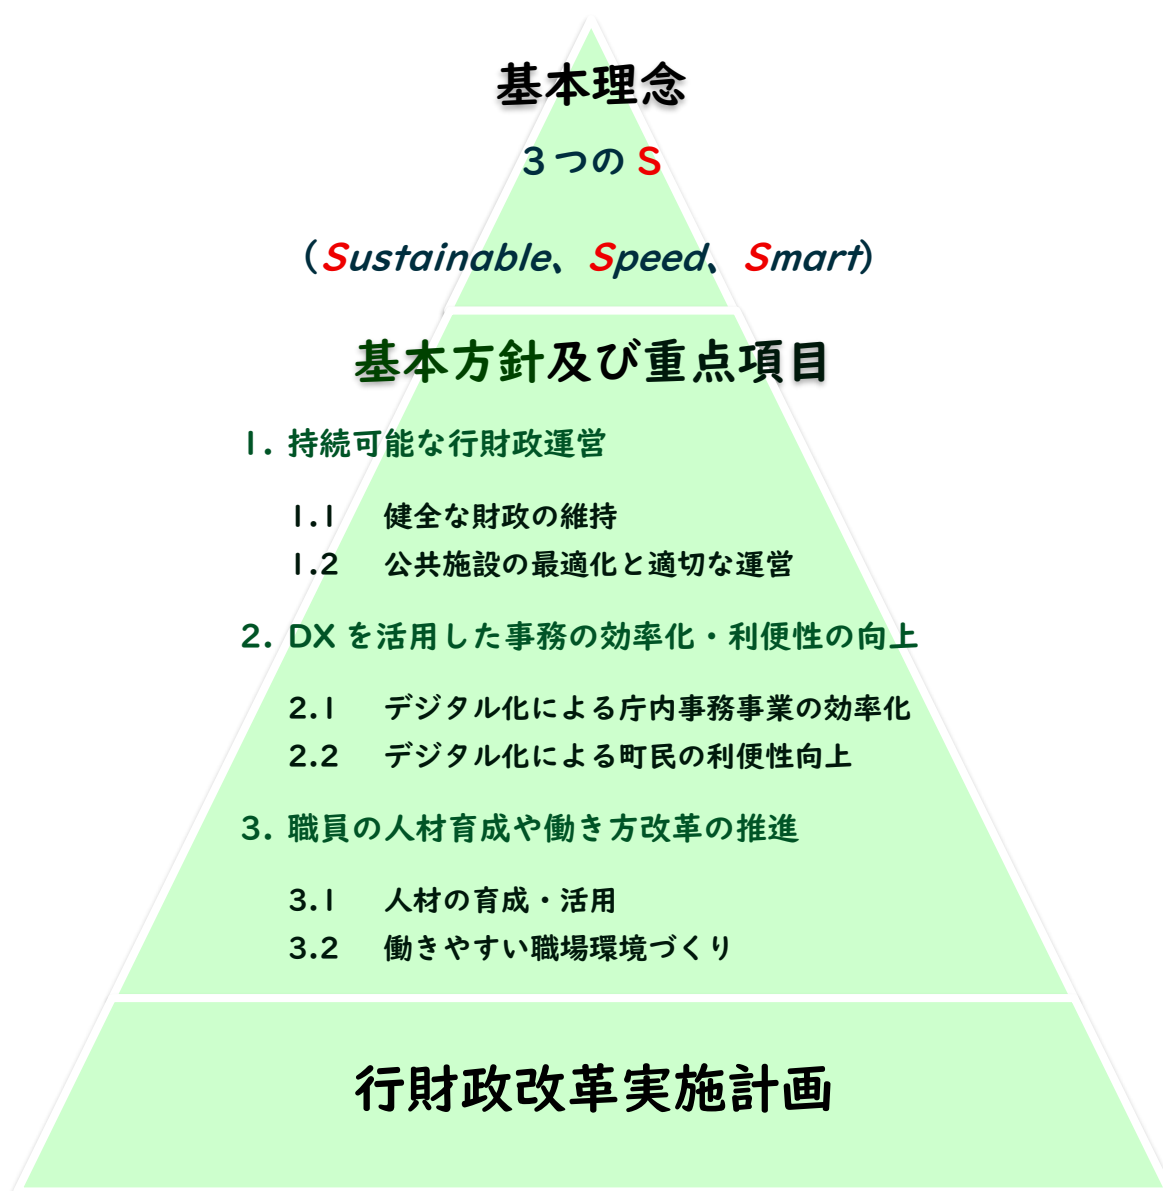 基本理念
3つのS
（Sustainable、Speed、Smart）
基本方針及び重点項目
1. 持続可能な行財政運営
1.1 健全な財政の維持
1.2 公共施設の最適化と適切な運営
2. DXを活用した事務の効率化・利便性の向上
2.1 デジタル化による庁内事務事業の効率化
2.2 デジタル化による町民の利便性向上
3. 職員の人材育成や働き方改革の推進
3.1 人材の育成・活用
3.2 働きやすい職場環境づくり
行財政改革実施計画